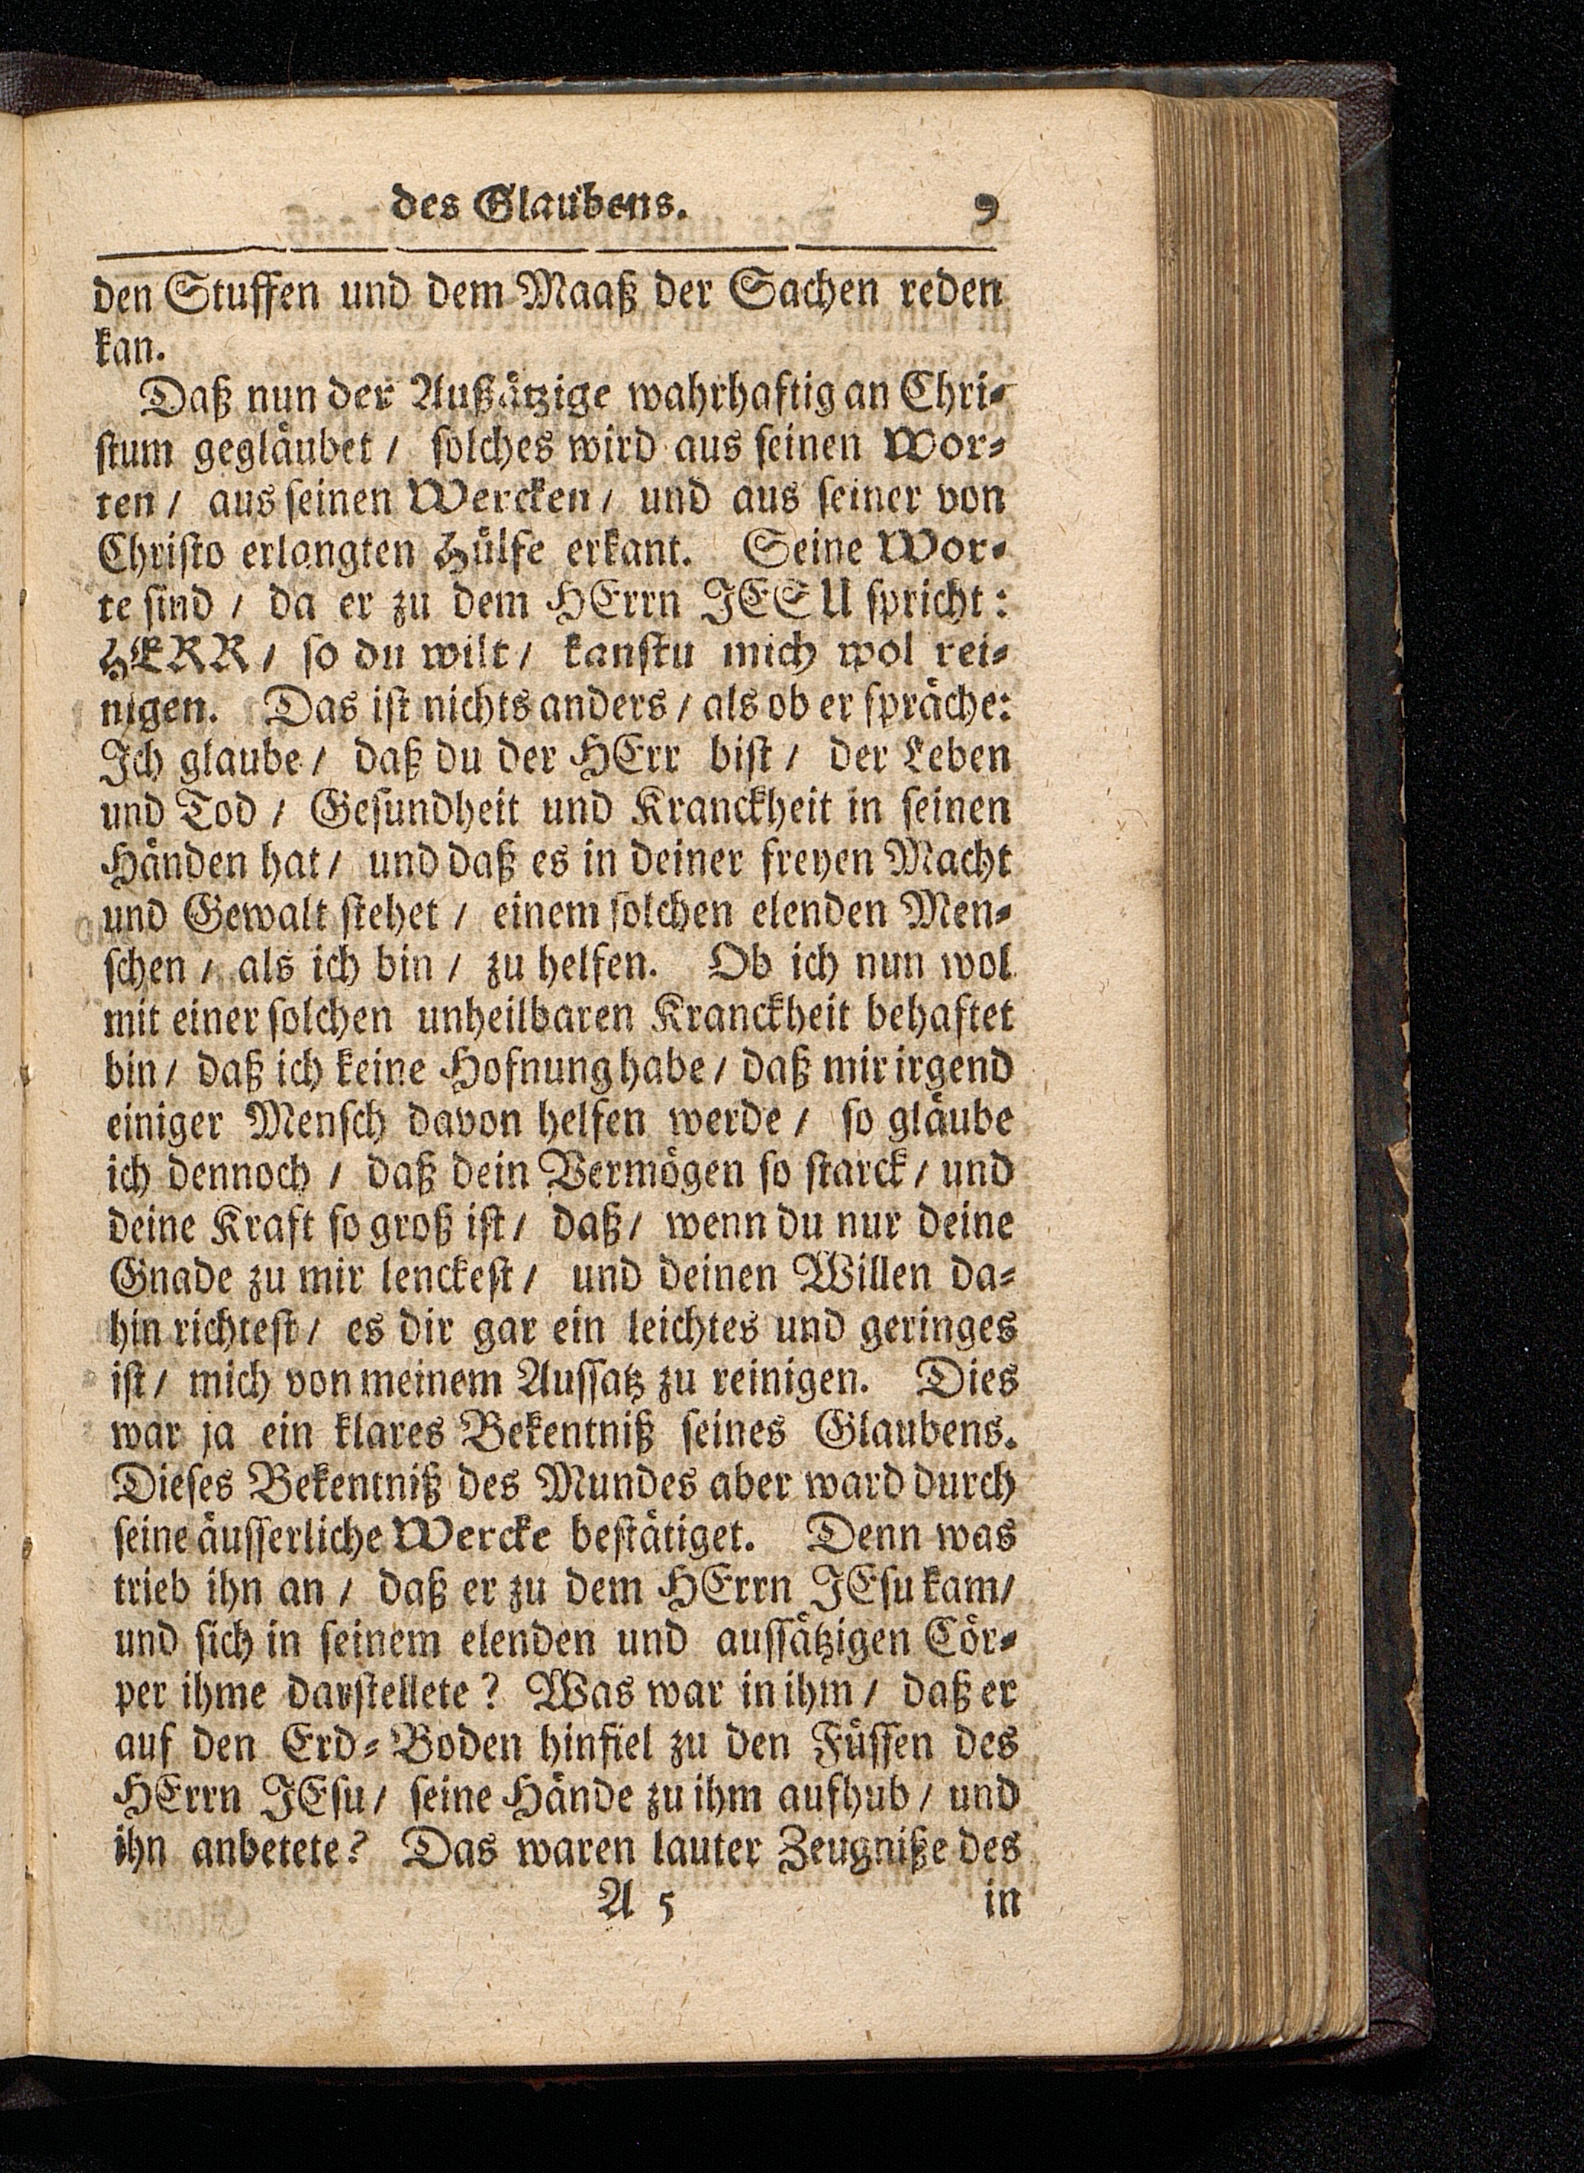 des Glaubens. 9
den Stuffen und dem Maaß der Sachen reden
kan.
Daß nun der Außätzige wahrhaftig an Chri-
stum gegläubet / solches wird aus seinen Wor-
ten / aus seinen Wercken / und aus seiner von
Christo erlangten Hülfe erkant. Seine Wor-
te sind / da er zu dem HErrn JESU spricht:
HERR / so du wilt / kanstu mich wol rei-
nigen. Das ist nichts anders / als ob er spräche:
Ich glaube / daß du der HErr bist / der Leben
und Tod / Gesundheit und Kranckheit in seinen
Händen hat / und daß es in deiner freyen Macht
und Gewalt stehet / einem solchen elenden Men-
schen / als ich bin / zu helfen. Ob ich nun wol
mit einer solchen unheilbaren Kranckheit behaftet
bin / daß ich keine Hofnung habe / daß mir irgend
einiger Mensch davon helfen werde / so gläube
ich dennoch / daß dein Vermögen so starck / und
deine Kraft so groß ist / daß / wenn du nur deine
Gnade zu mir lenckest / und deinen Willen da-
hin richtest / es dir gar ein leichtes und geringes
ist / mich von meinem Aussatz zu reinigen. Dies
war ja ein klares Bekentniß seines Glaubens.
Dieses Bekentniß des Mundes aber ward durch
seine äusserliche Wercke bestätiget. Denn was
trieb ihn an / daß er zu dem HErrn JEsu kam/
und sich in seinem elenden und aussätzigen Cör-
per ihme darstellete? Was war in ihm / daß er
auf den Erd-Boden hinfiel zu den Füssen des
HErrn JEsu / seine Hände zu ihm aufhub / und
ihn anbetete? Das waren lauter Zeugniße des
A 5 in